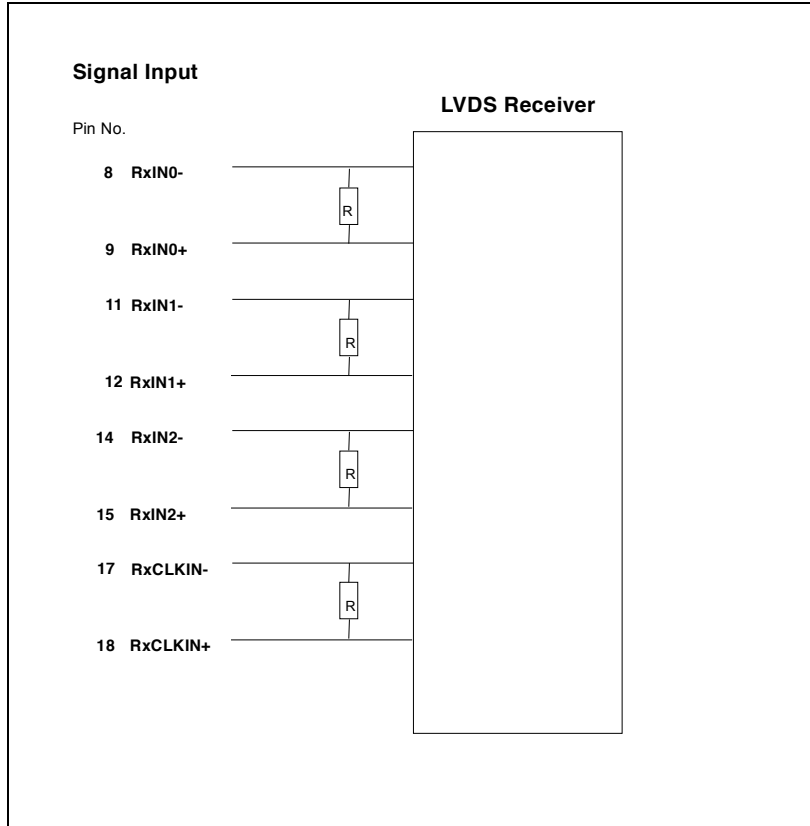 Signal Input
LVDS Receiver
Pin No.
8 RxIN0-
R
9 RxIN0+
11 RxIN1-
R
12 RxIN1+
14 RxIN2-
R
15 RxIN2+
17 RxCLKIN-
R
18 RxCLKIN+